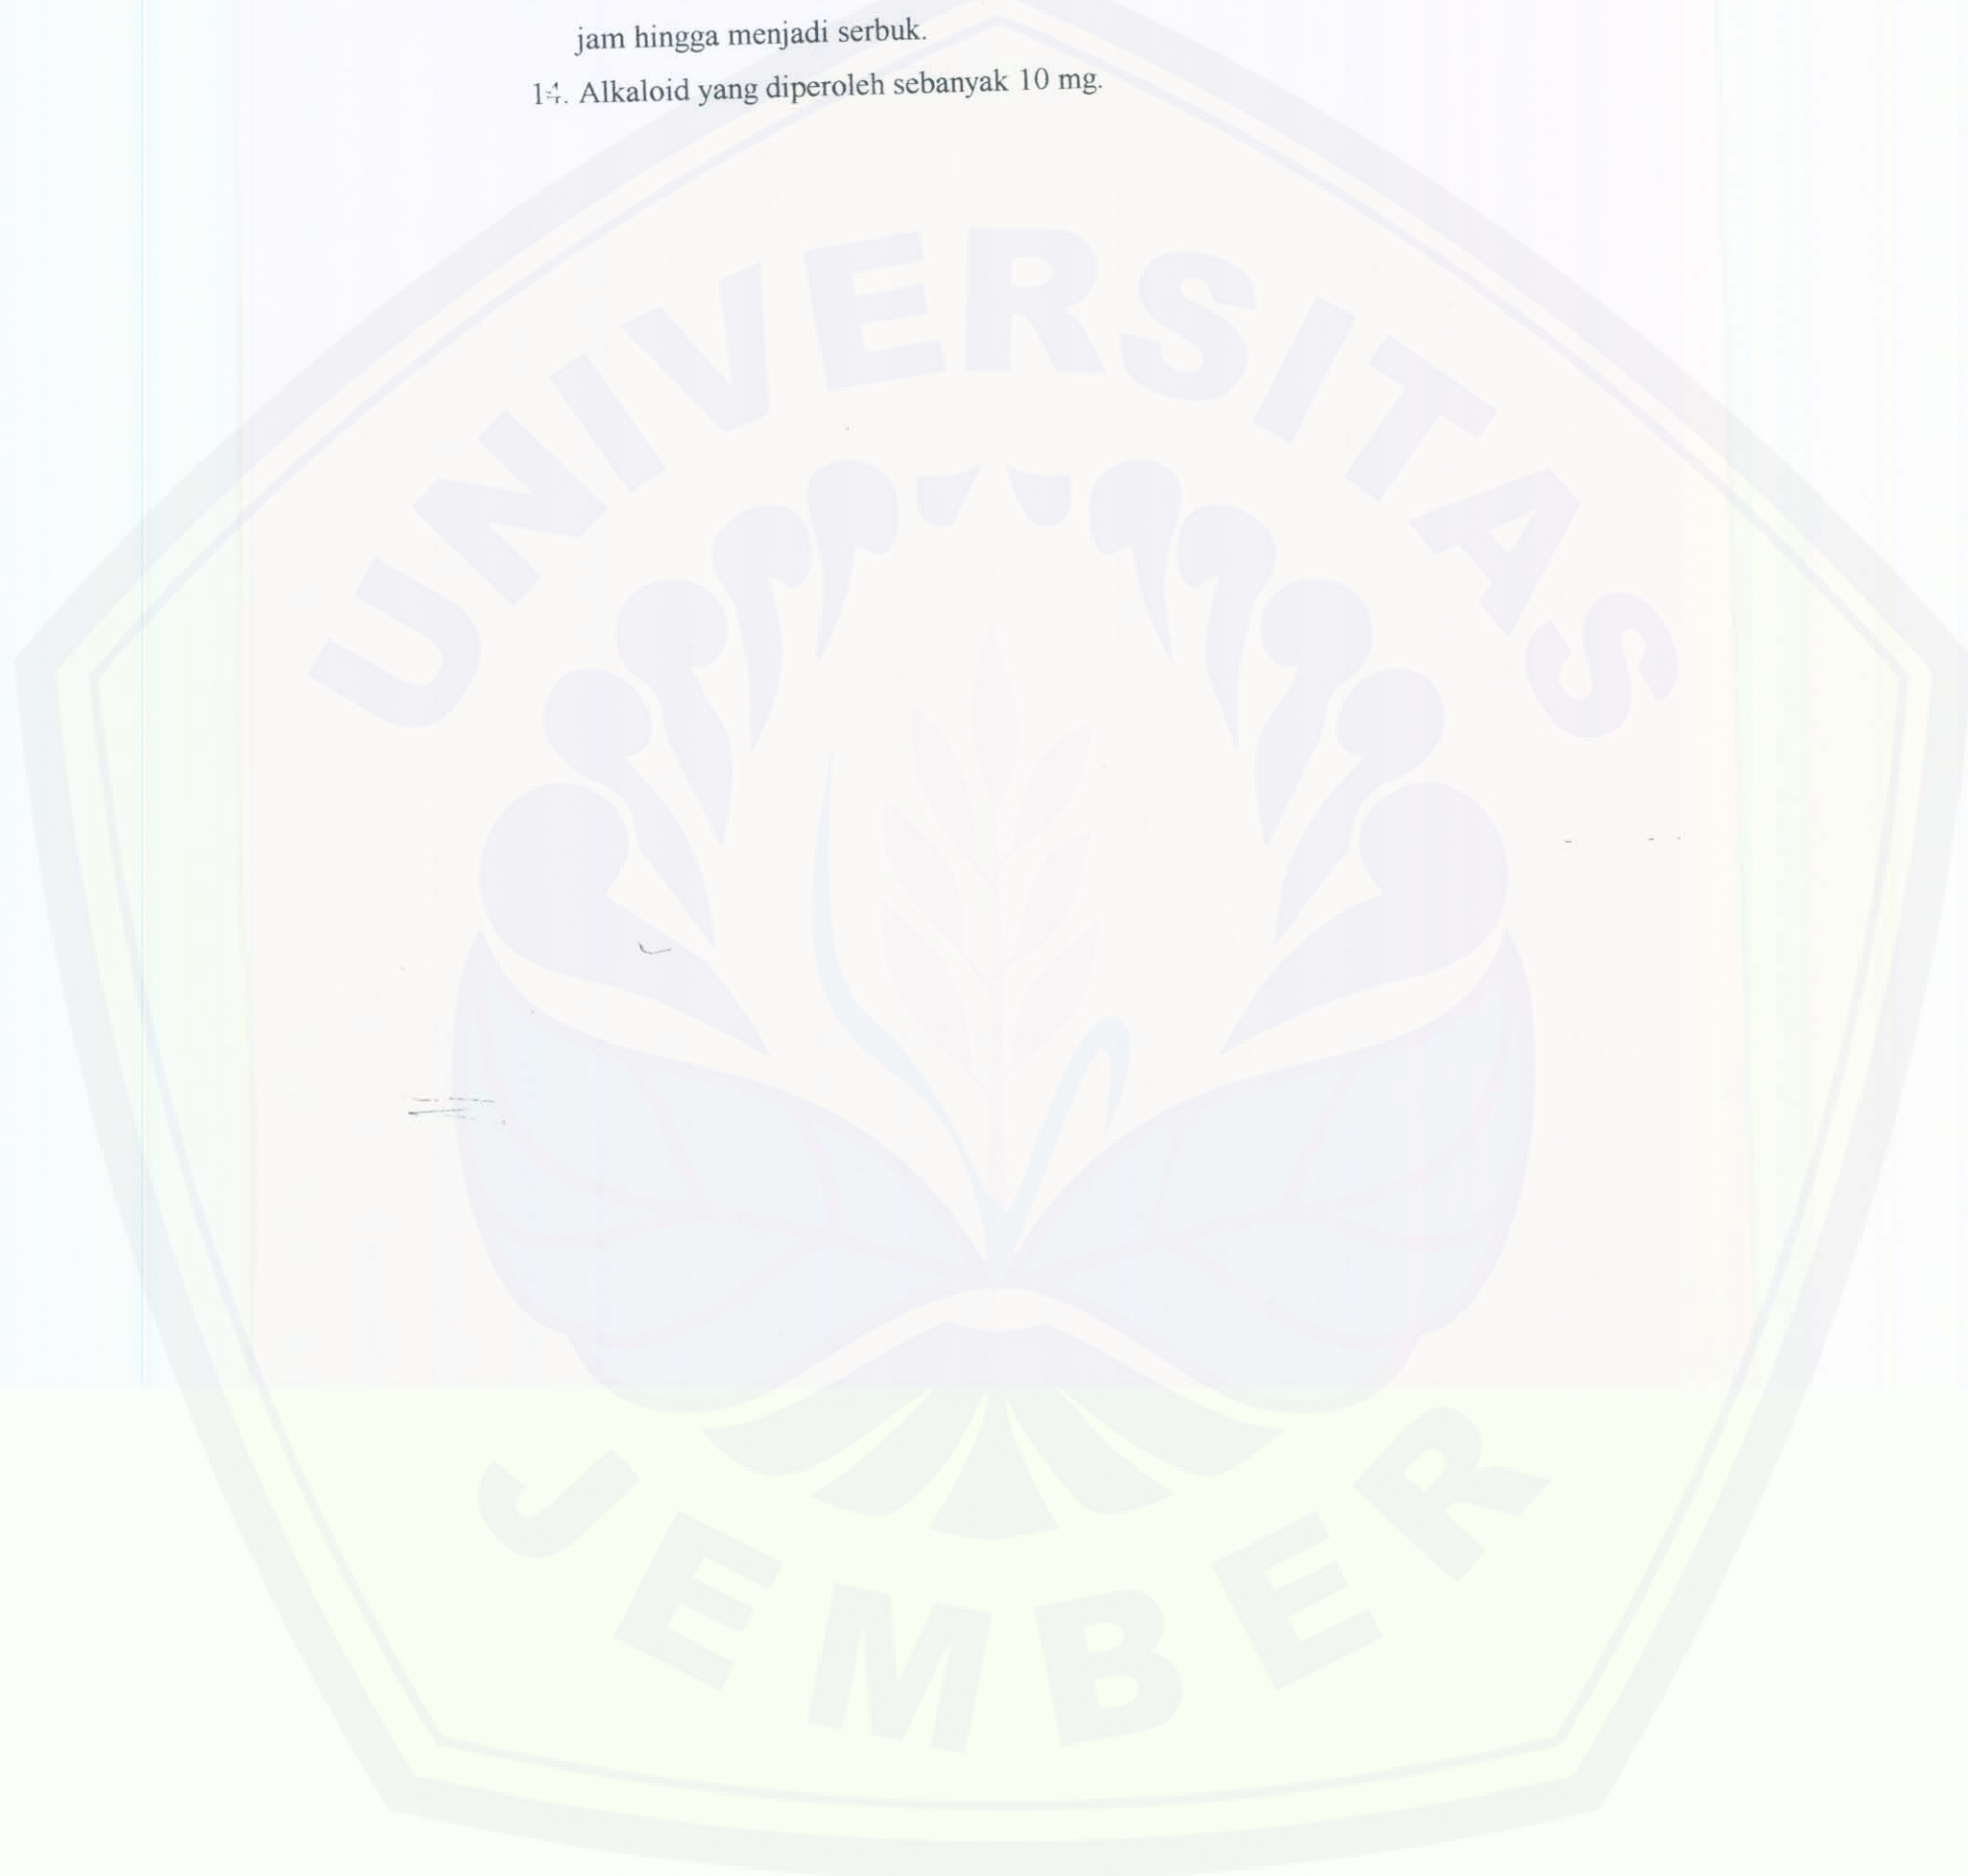 jam hingga menjadi serbuk.
14. Alkaloid yang diperoleh sebanyak 10 mg.
UNIVERSITAS
JEMBER